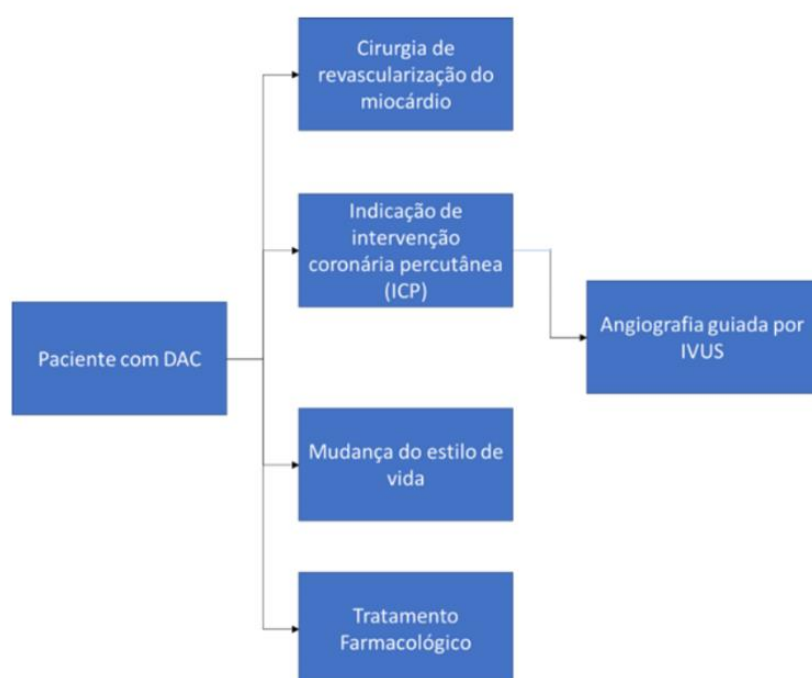 Cirurgia de
revascularização do
miocárdio
Indicação de
intervenção
coronária percutânea
(ICP)
Angiografia guiada por
IVUS
Paciente com DAC
Mudança do estilo de
vida
Tratamento
Farmacológico